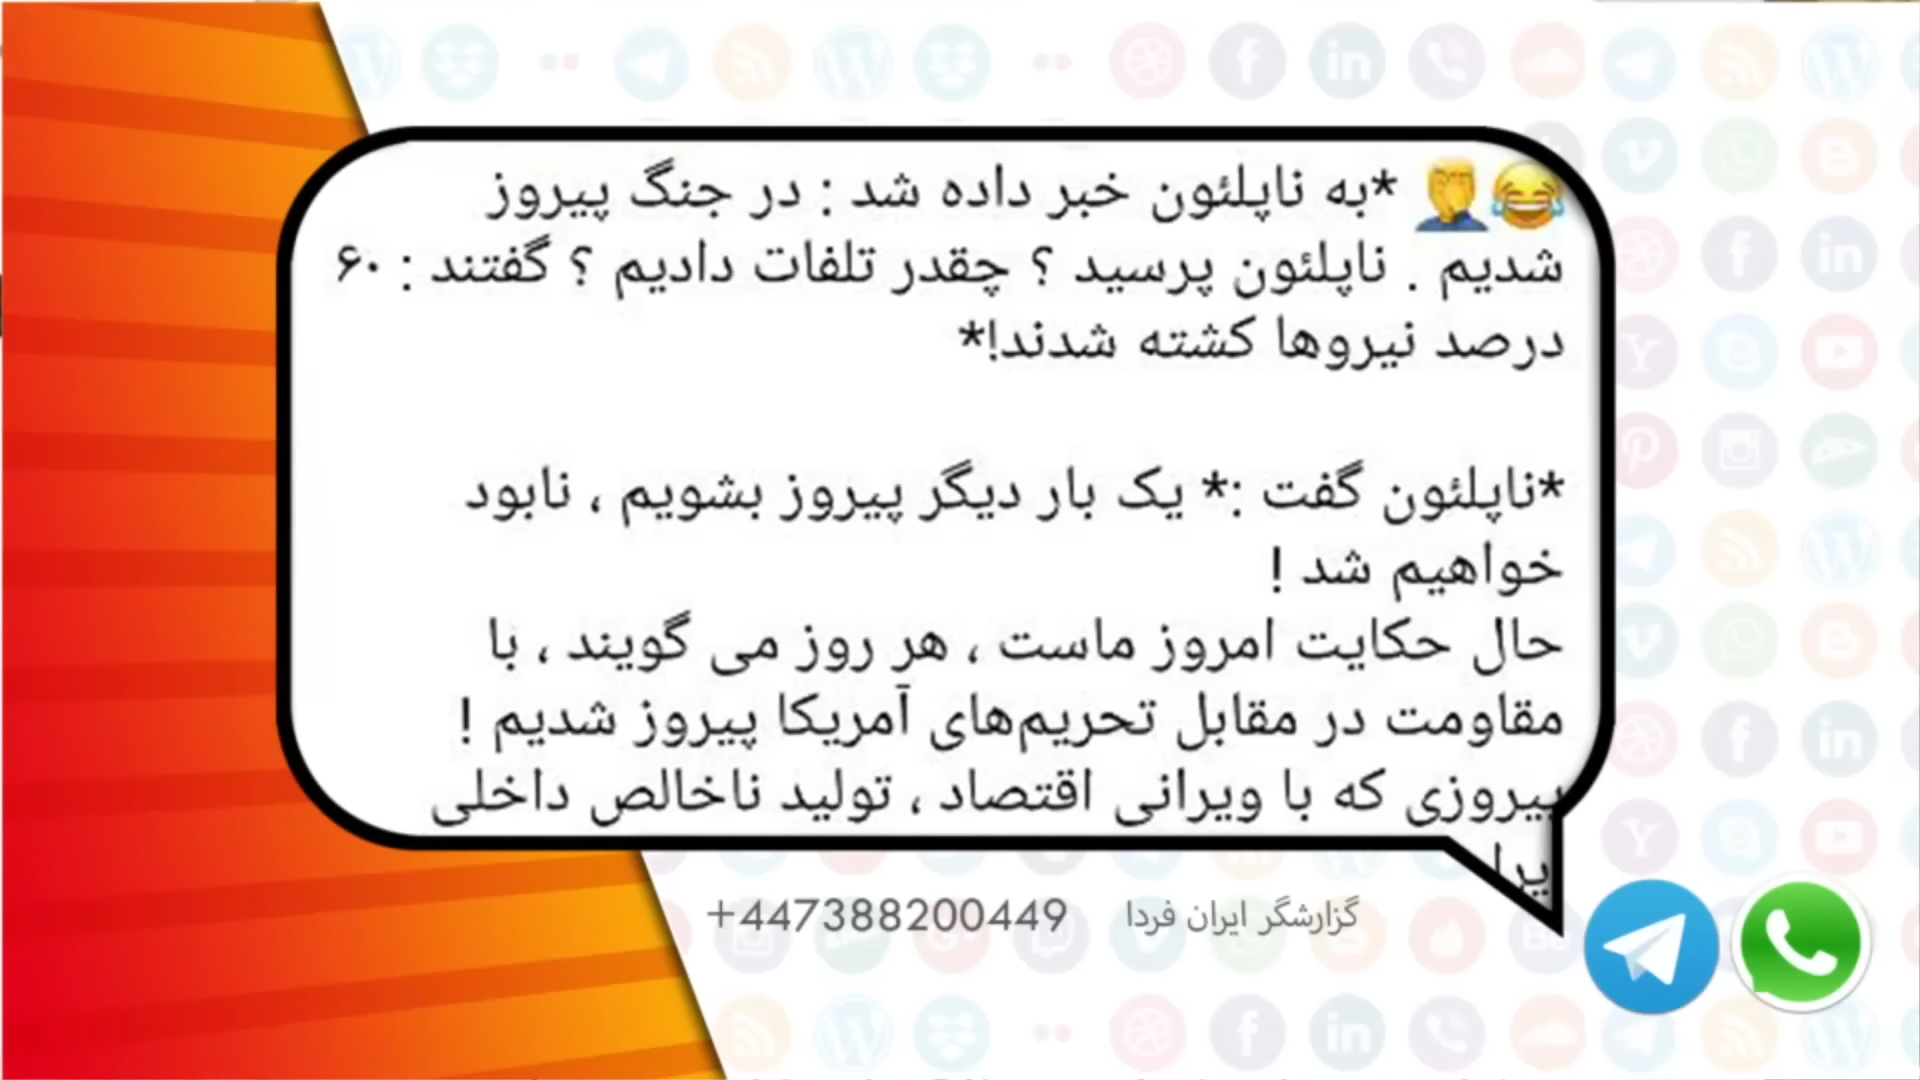 😂🤦 *به ناپلئون خبر داده شد : در جنگ پیروز
شدیم . ناپلئون پرسید ؟ چقدر تلفات دادیم ؟ گفتند : ۶۰
درصد نیروها کشته شدند!*
*ناپلئون گفت :* یک بار دیگر پیروز بشویم ، نابود
خواهیم شد !
حال حکایت امروز ماست ، هر روز می گویند ، با
مقاومت در مقابل تحریم‌های آمریکا پیروز شدیم !
پیروزی که با ویرانی اقتصاد ، تولید ناخالص داخلی
گزارشگر ایران فردا +447388200449